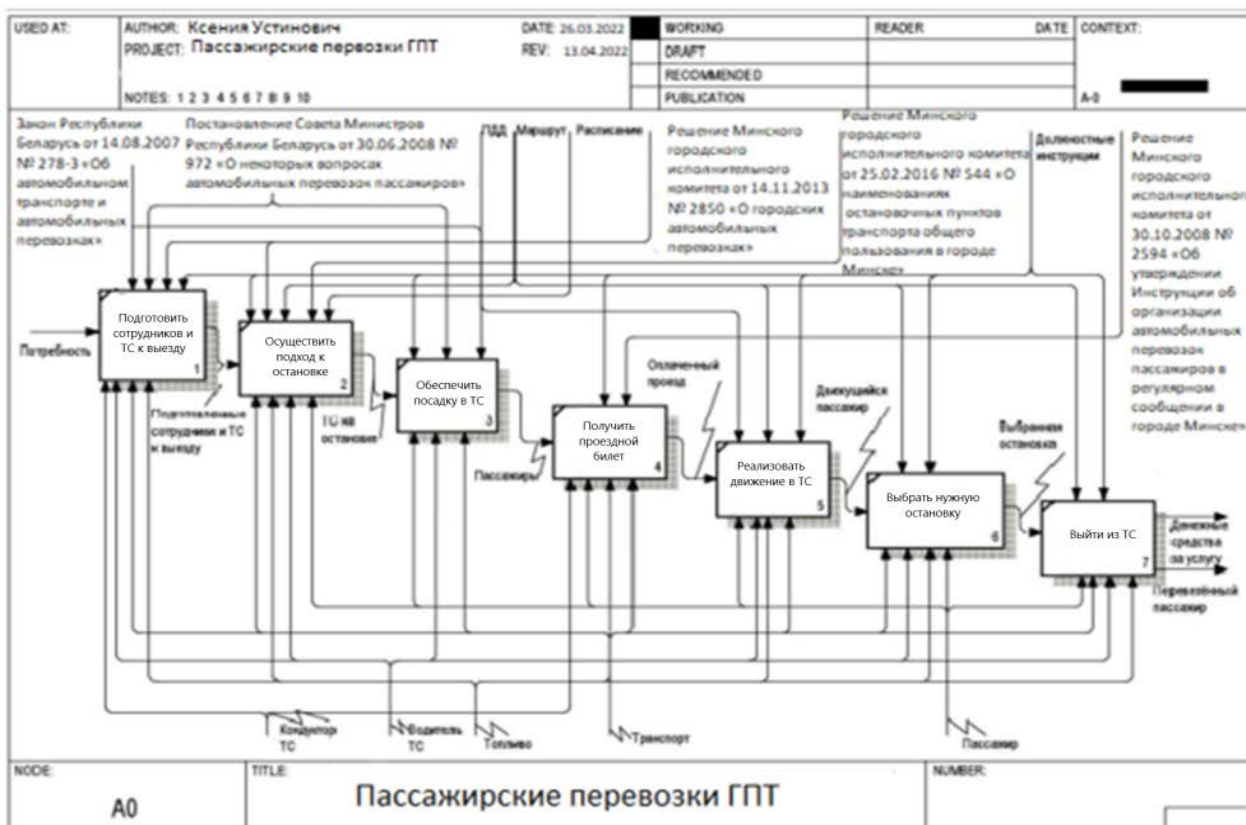 USED AT:
AUTHOR: Ксения Устинович
DATE: 26.03.2022
PROJECT: Пассажирские первозки ГПТ
REV: 13.04.2022
NOTES: 1 2 3 4 5 6 7 8 9 10
WORKING
DRAFT
RECOMMENDED
PUBLICATION
READER
DATE
CONTEXT:
A-0
Закон Республики
Беларусь от 14.08.2007
№ 278-З «Об
автомобильном
транспорте и
автомобильных
перевозках»
Постановление Совета Министров
Республики Беларусь от 30.06.2008 №
972 «О некоторых вопросах
автомобильных перевозок пассажиров»
ПДД
Маршрут
Расписание
Решение Минского
городского
исполнительного
комитета от 14.11.2013
№ 2850 «О городских
автомобильных
перевозках»
Решение Минского
городского
исполнительного комитета
от 25.02.2016 № 544 «О
наименованиях
остановочных пунктов
транспорта общего
пользования в городе
Минске»
Должностные
инструкции
Решение
Минского
городского
исполнительного
комитета от
30.10.2008 №
2594 «Об
утверждении
Инструкции об
организации
автомобильных
перевозок
пассажиров в
регулярном
сообщении в
городе Минске»
Потребность
Подготовить
сотрудников и
ТС к выезду
1
Подготовленные
сотрудники и ТС
к выезду
Осуществить
подход к
остановке
2
ТС на
остановке
Обеспечить
посадку в ТС
3
Пассажиры
Получить
проездной
билет
4
Оплаченный
проезд
Реализовать
движение в ТС
5
Движущийся
пассажир
Выбрать нужную
остановку
6
Выбранная
остановка
Выйти из ТС
7
Денежные
средства
за услугу
Перевезённый
пассажир
Кондуктор
ТС
Водитель
ТС
Топливо
Транспорт
Пассажир
NODE:
A0
TITLE:
Пассажирские перевозки ГПТ
NUMBER: